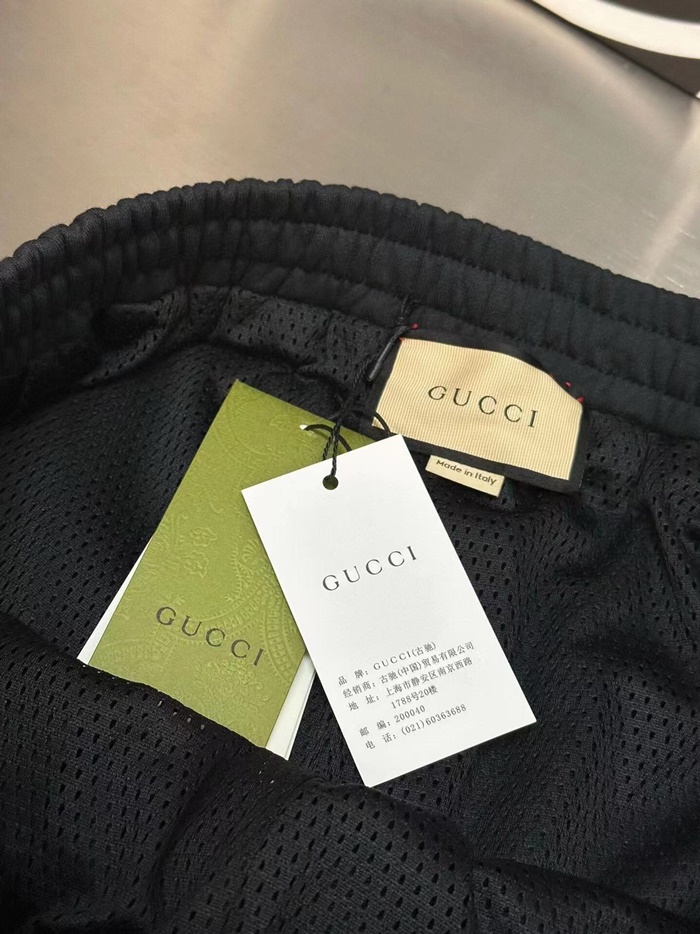 GUCCI
Made in Italy
GUCCI
GUCCI
品 牌: GUCCI(古驰)
经销商: 古驰(中国)贸易有限公司
地 址: 上海市静安区南京西路
1788号20楼
邮 编: 200040
电 话: (021)60363688